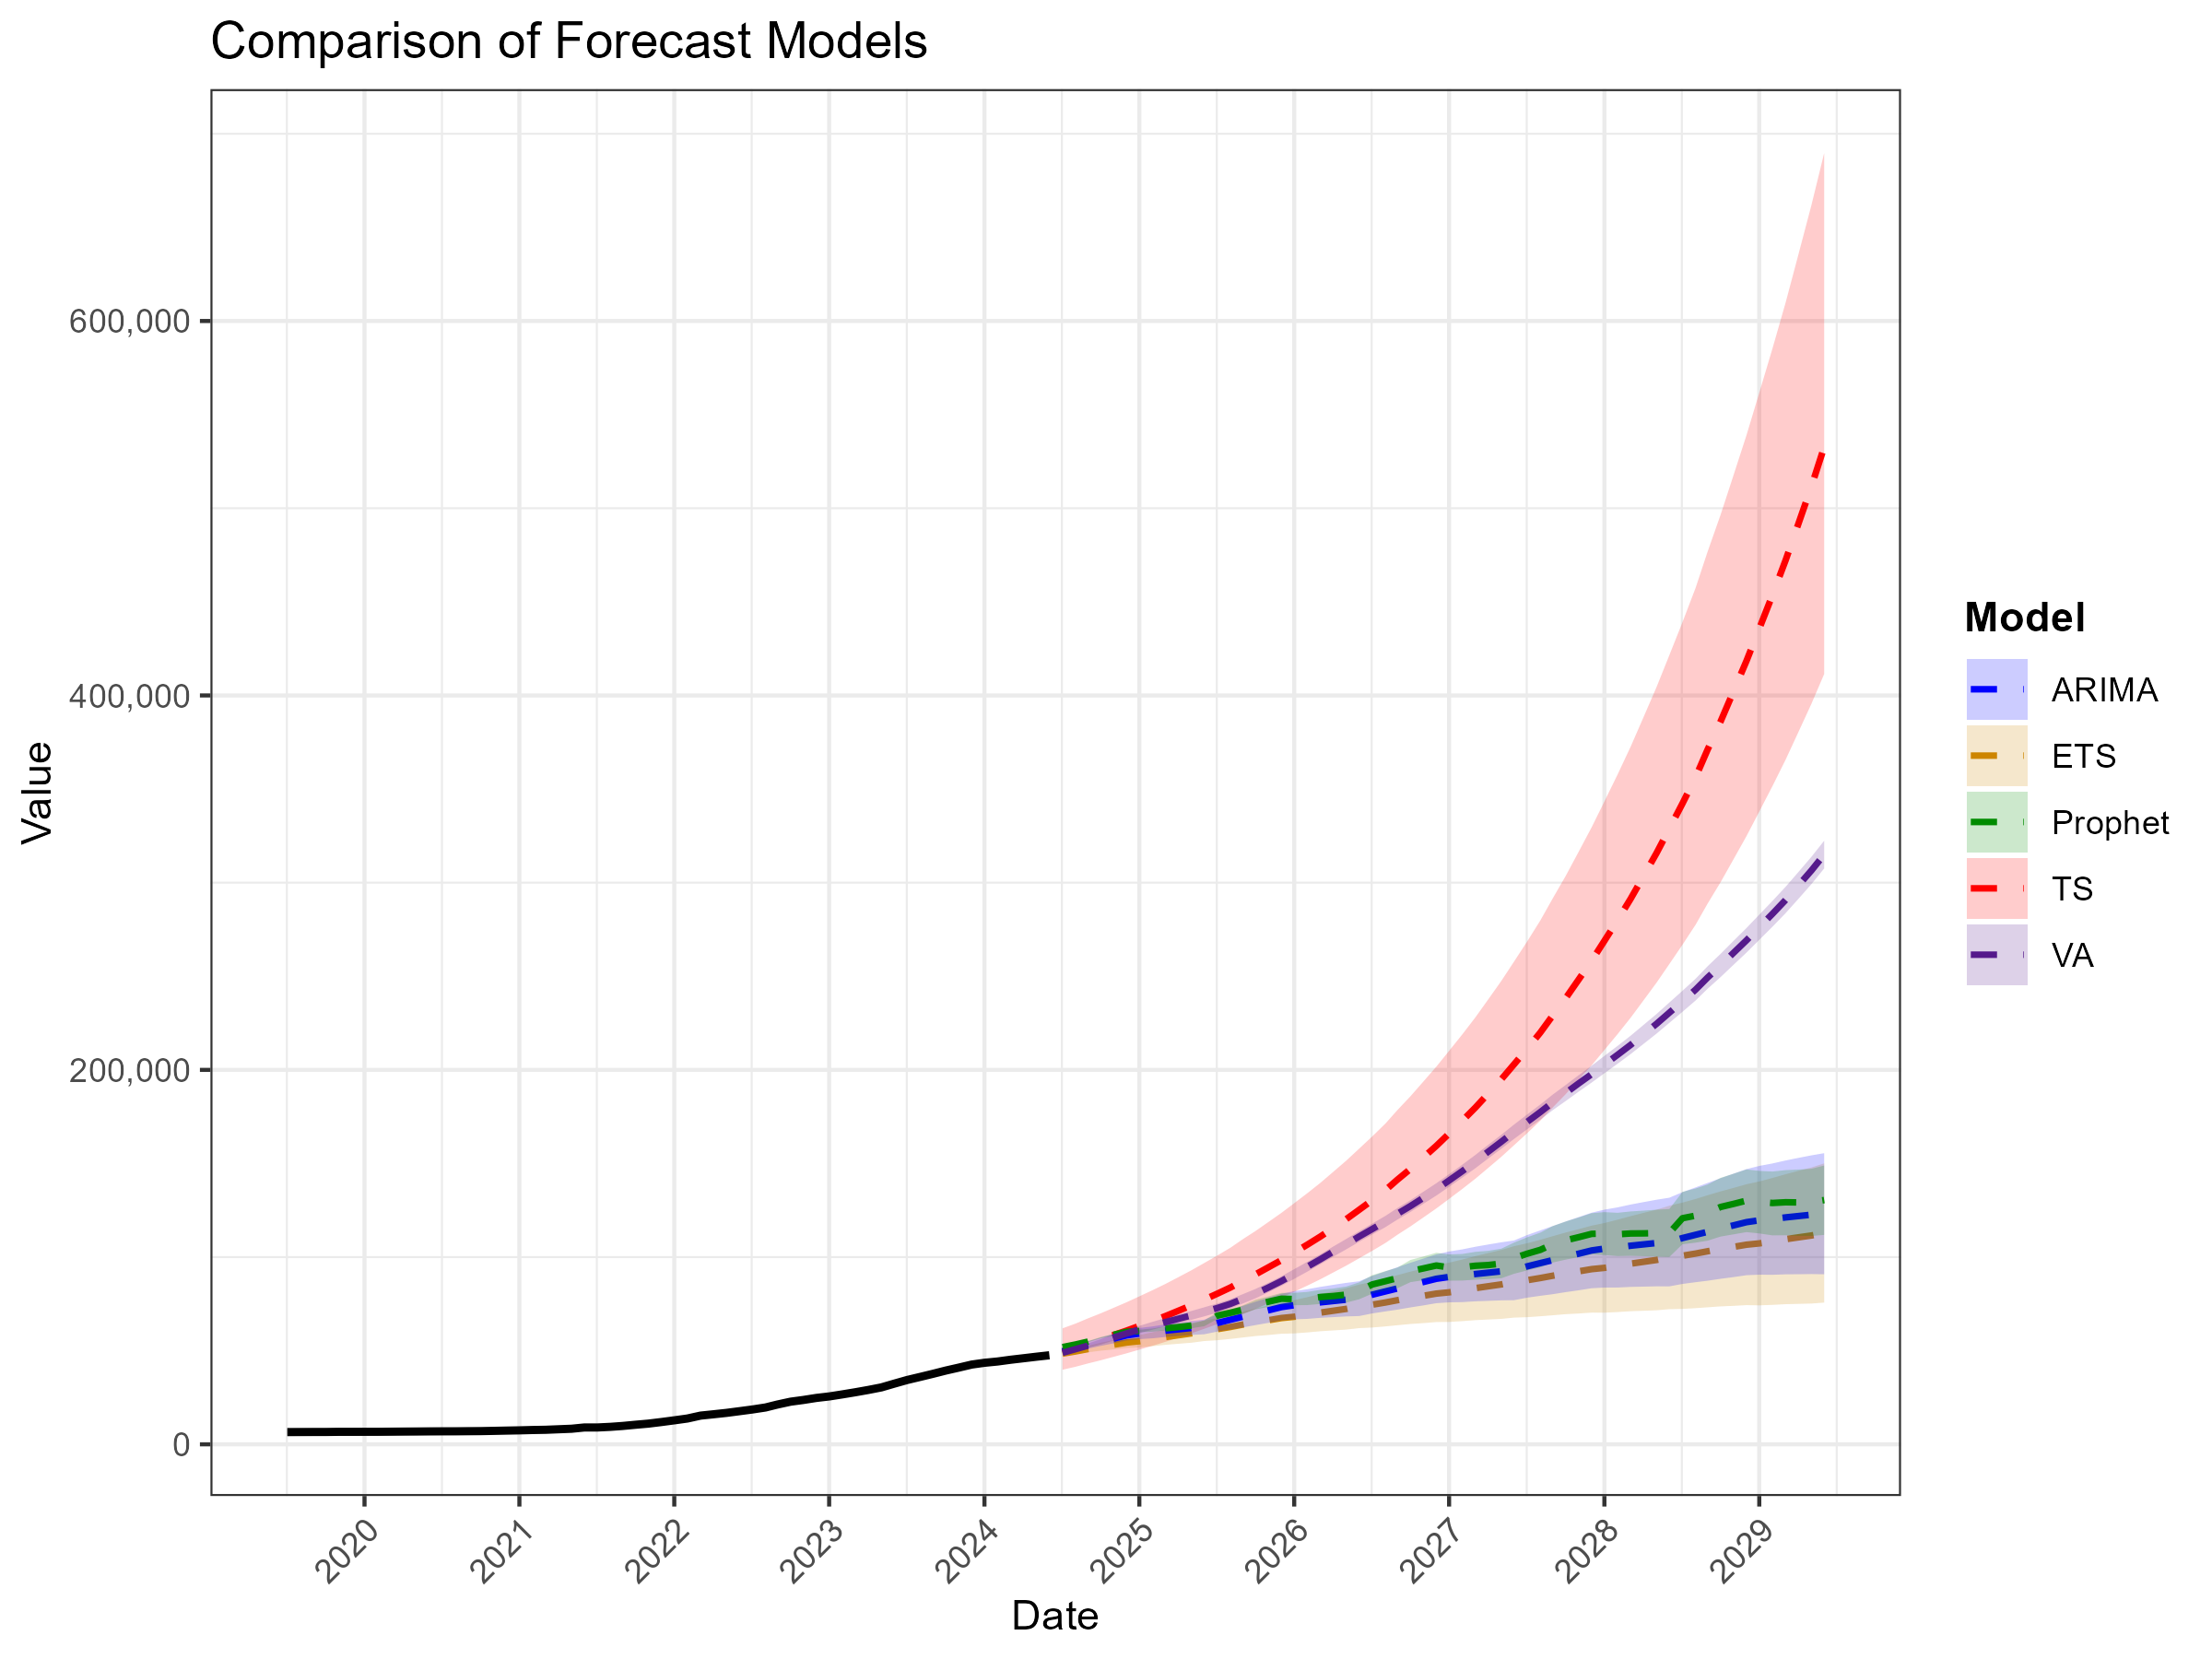 Comparison of Forecast Models
Value
600,000
400,000
200,000
0
2020
2021
2022
2023
2024
2025
2026
2027
2028
2029
Date
Model
ARIMA
ETS
Prophet
TS
VA